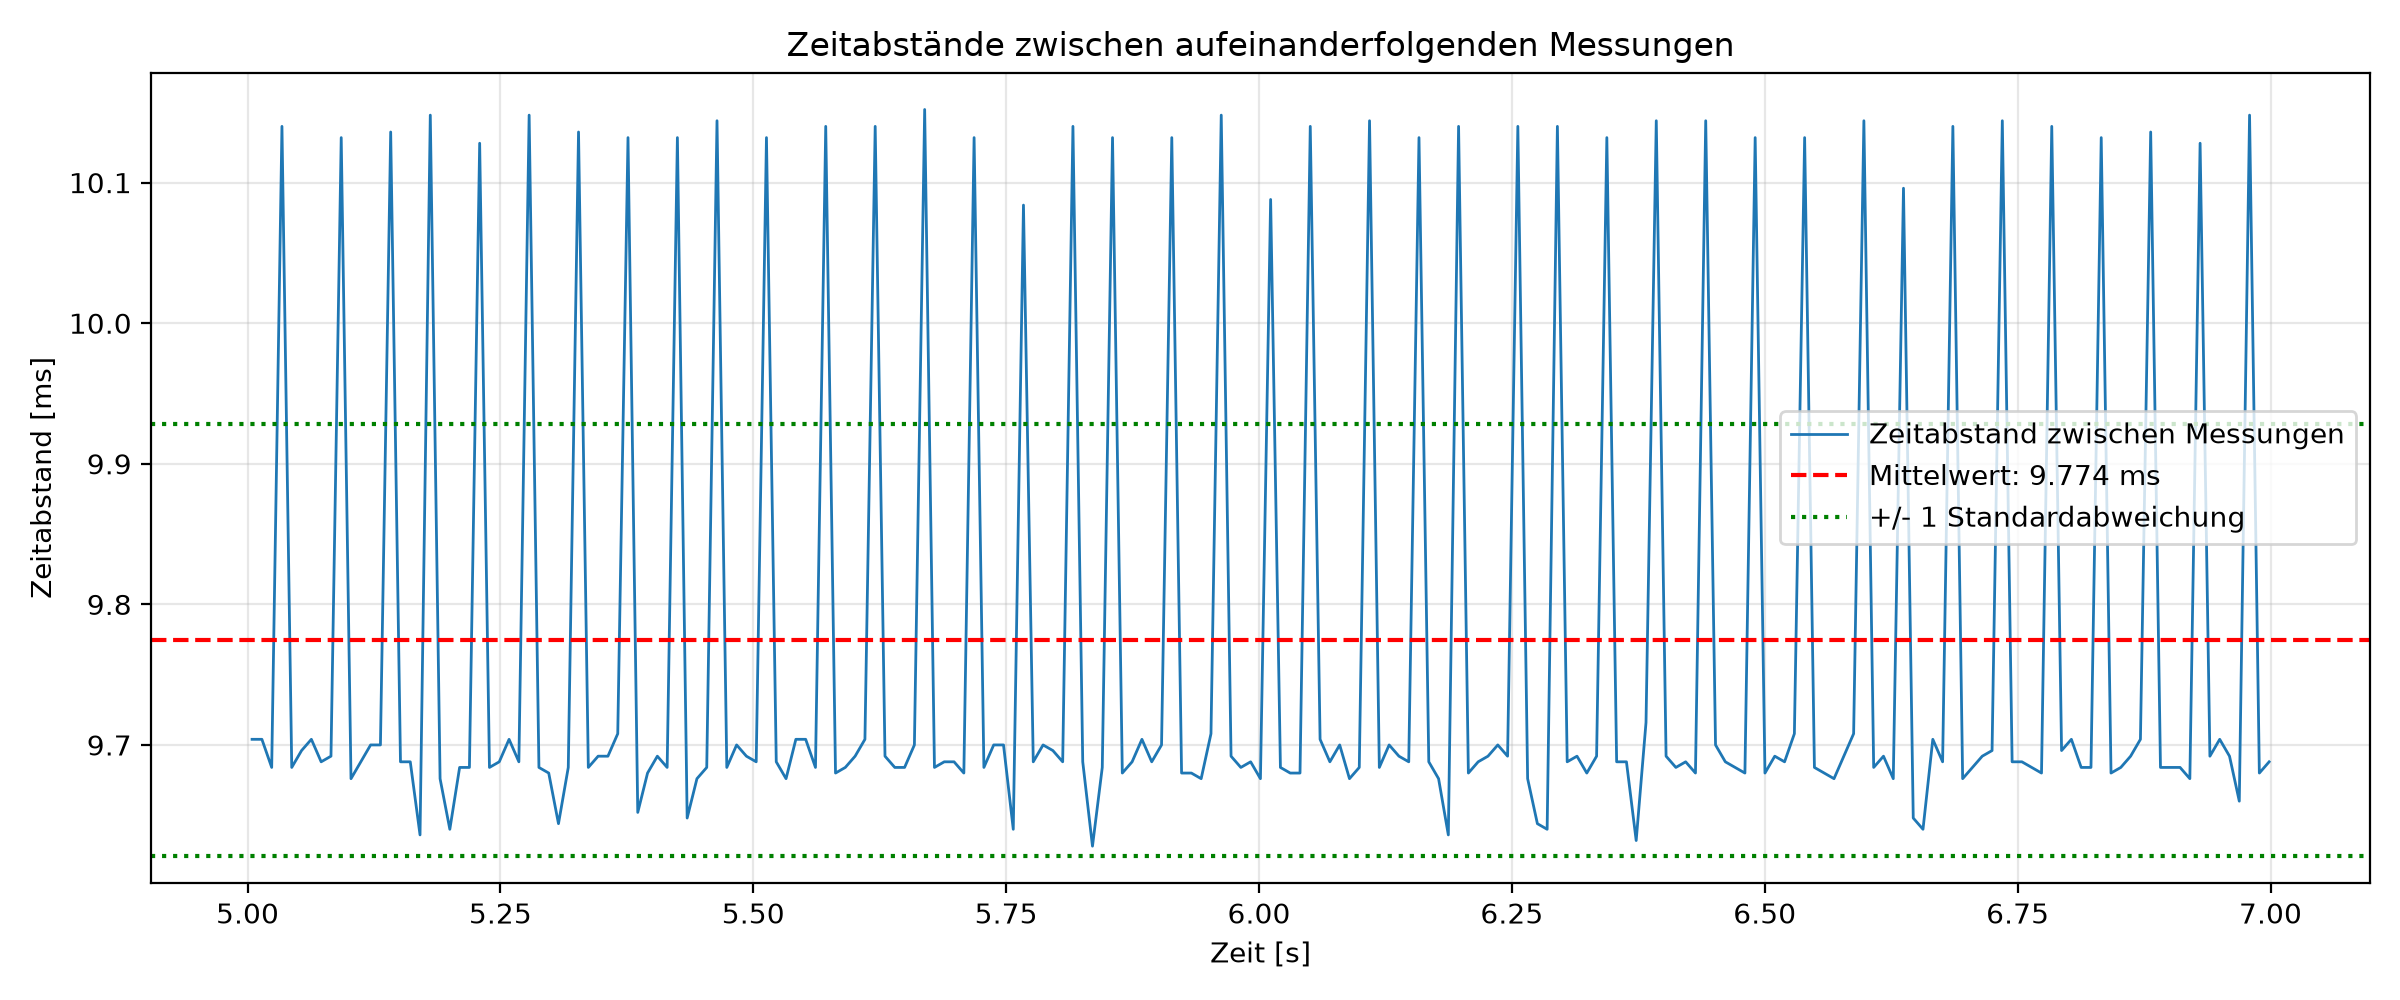 Zeitabstände zwischen aufeinanderfolgenden Messungen
Zeitabstand [ms]
10.1
10.0
9.9
9.8
9.7
Zeitabstand zwischen Messungen
Mittelwert: 9.774 ms
+/- 1 Standardabweichung
5.00 5.25 5.50 5.75 6.00 6.25 6.50 6.75 7.00
Zeit [s]